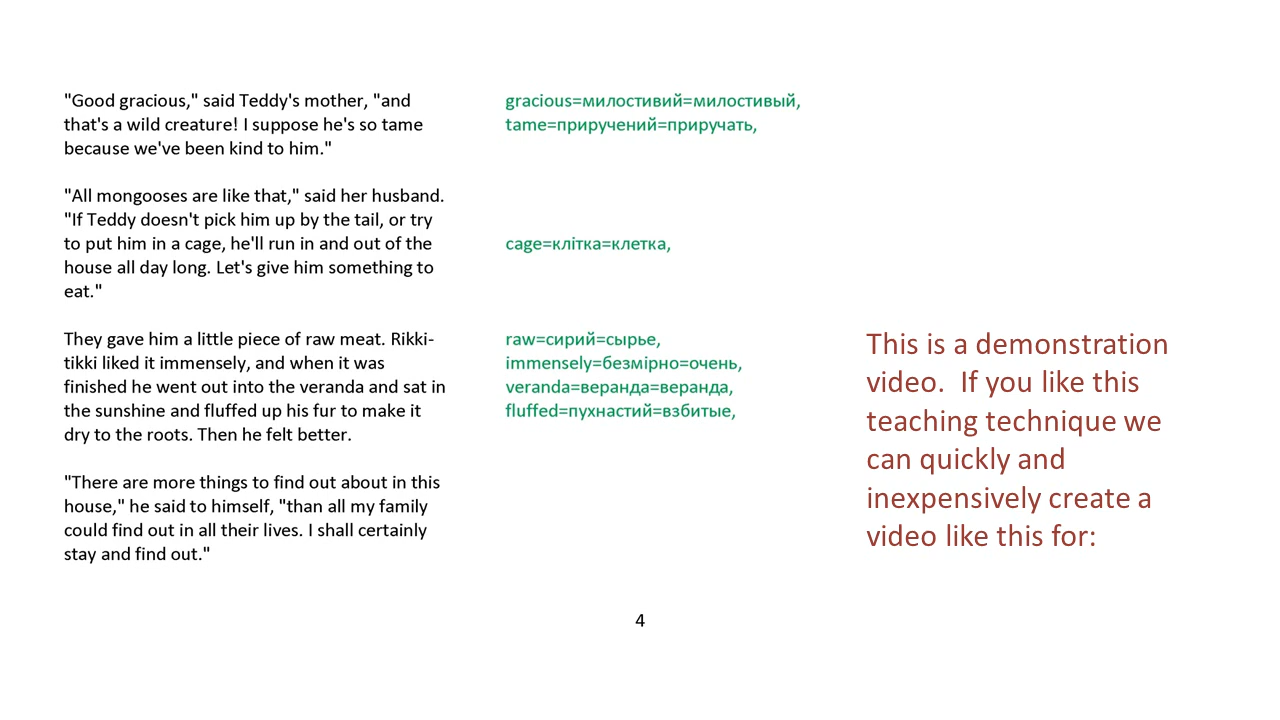 "Good gracious," said Teddy's mother, "and
that's a wild creature! I suppose he's so tame
because we've been kind to him."
"All mongooses are like that," said her husband.
"If Teddy doesn't pick him up by the tail, or try
to put him in a cage, he'll run in and out of the
house all day long. Let's give him something to
eat."
They gave him a little piece of raw meat. Rikki-
tikki liked it immensely, and when it was
finished he went out into the veranda and sat in
the sunshine and fluffed up his fur to make it
dry to the roots. Then he felt better.
"There are more things to find out about in this
house," he said to himself, "than all my family
could find out in all their lives. I shall certainly
stay and find out."
gracious=милостивий=милостивый,
tame=приручений=приручать,
cage=клітка=клетка,
raw=сирий=сырье,
immensely=безмірно=очень,
veranda=веранда=веранда,
fluffed=пухнастий=взбитые,
This is a demonstration
video.  If you like this
teaching technique we
can quickly and
inexpensively create a
video like this for:
4